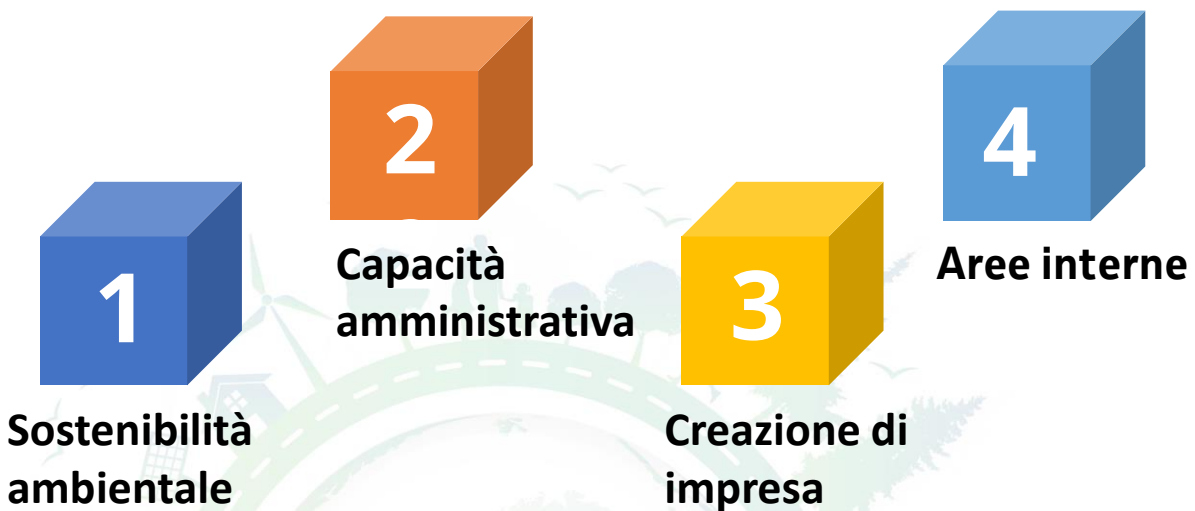 1
Sostenibilità
ambientale
2
Capacità
amministrativa
3
Creazione di
impresa
4
Aree interne